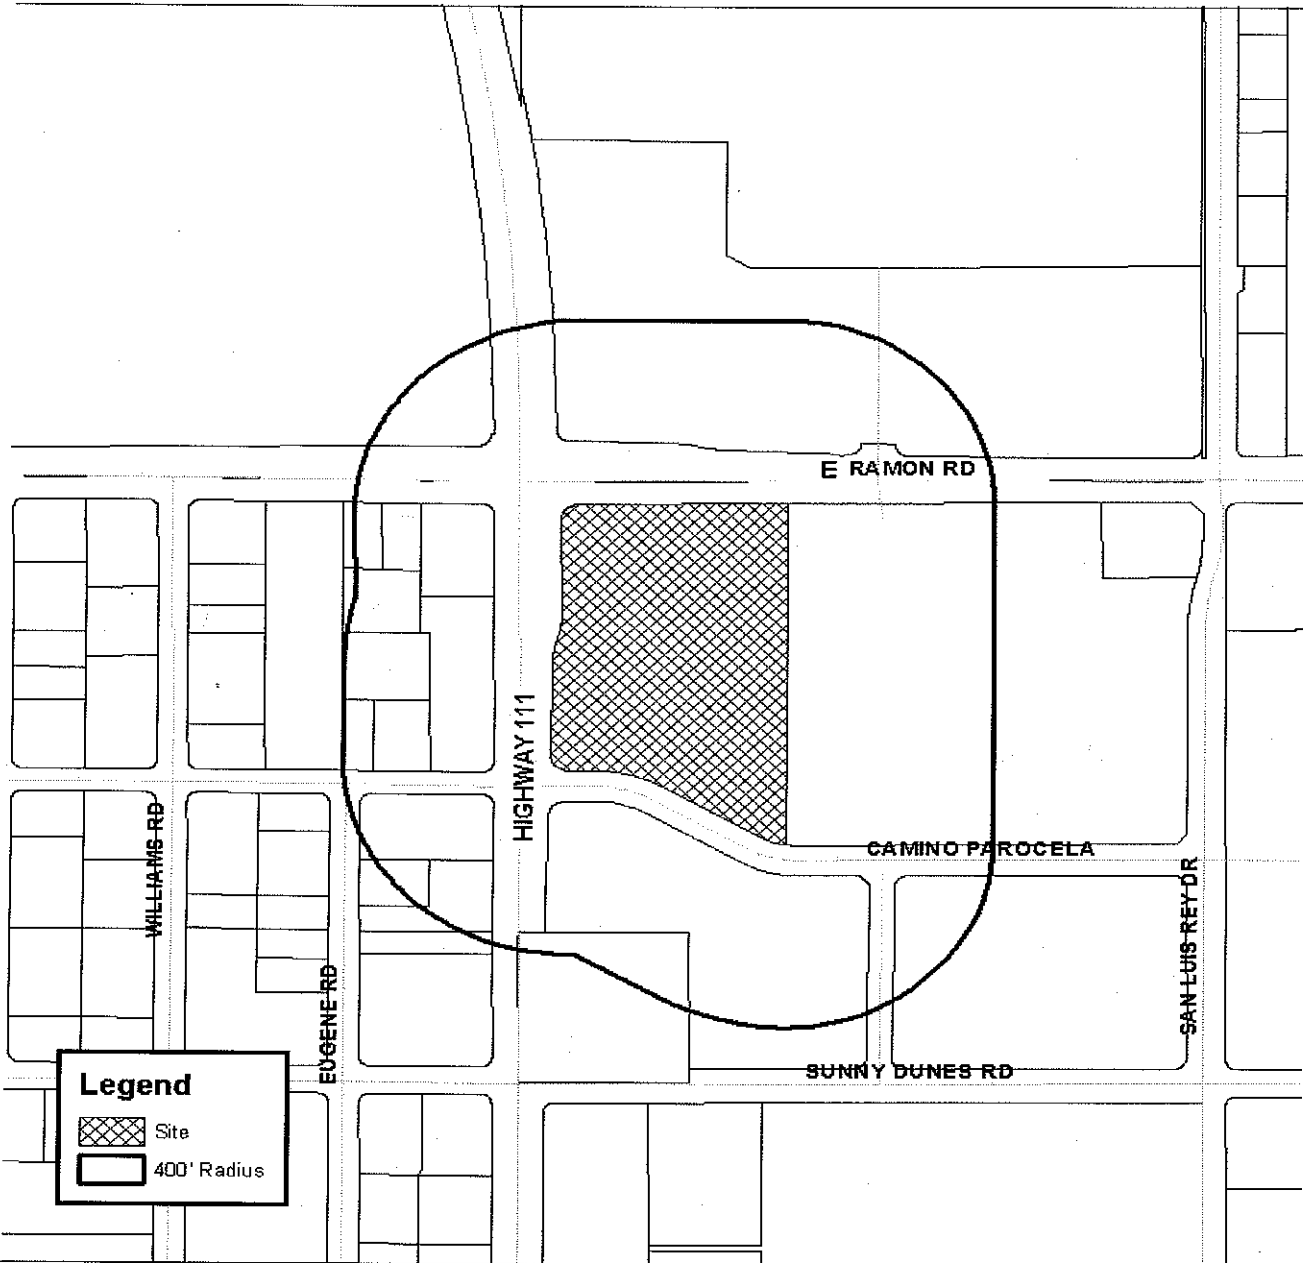 E RAMON RD
HIGHWAY 111
WILLIAMS RD
CAMINO PAROCELA
SAN LUIS REY DR
EUGENE RD
SUNNY DUNES RD
Legend
Site
400' Radius